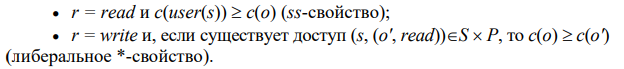 • r = read и c(user(s)) ≥ c(o) (ss-свойство);
• r = write и, если существует доступ (s, (o′, read))∈S × P, то c(o) ≥ c(o′)
(либеральное *-свойство).